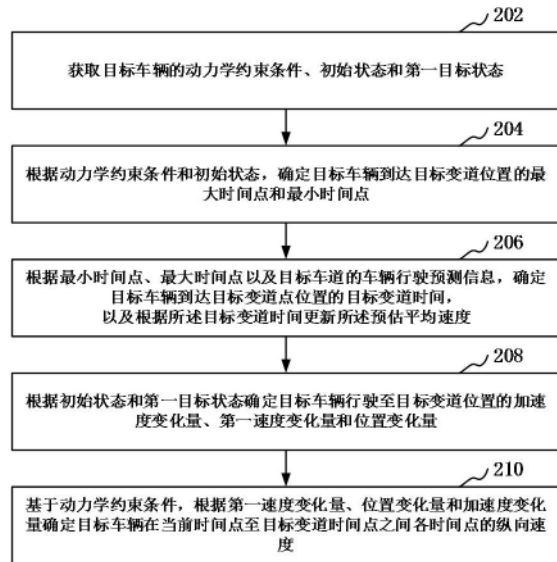 202
获取目标车辆的动力学约束条件、初始状态和第一目标状态
204
根据动力学约束条件和初始状态，确定目标车辆到达目标变道位置的最
大时间点和最小时间点
206
根据最小时间点、最大时间点以及目标车道的车辆行驶预测信息，确定
目标车辆到达目标变道点位置的目标变道时间，
以及根据所述目标变道时间更新所述预估平均速度
208
根据初始状态和第一目标状态确定目标车辆行驶至目标变道位置的加速
度变化量、第一速度变化量和位置变化量
210
基于动力学约束条件，根据第一速度变化量、位置变化量和加速度变化
量确定目标车辆在当前时间点至目标变道时间点之间各时间点的纵向速
度